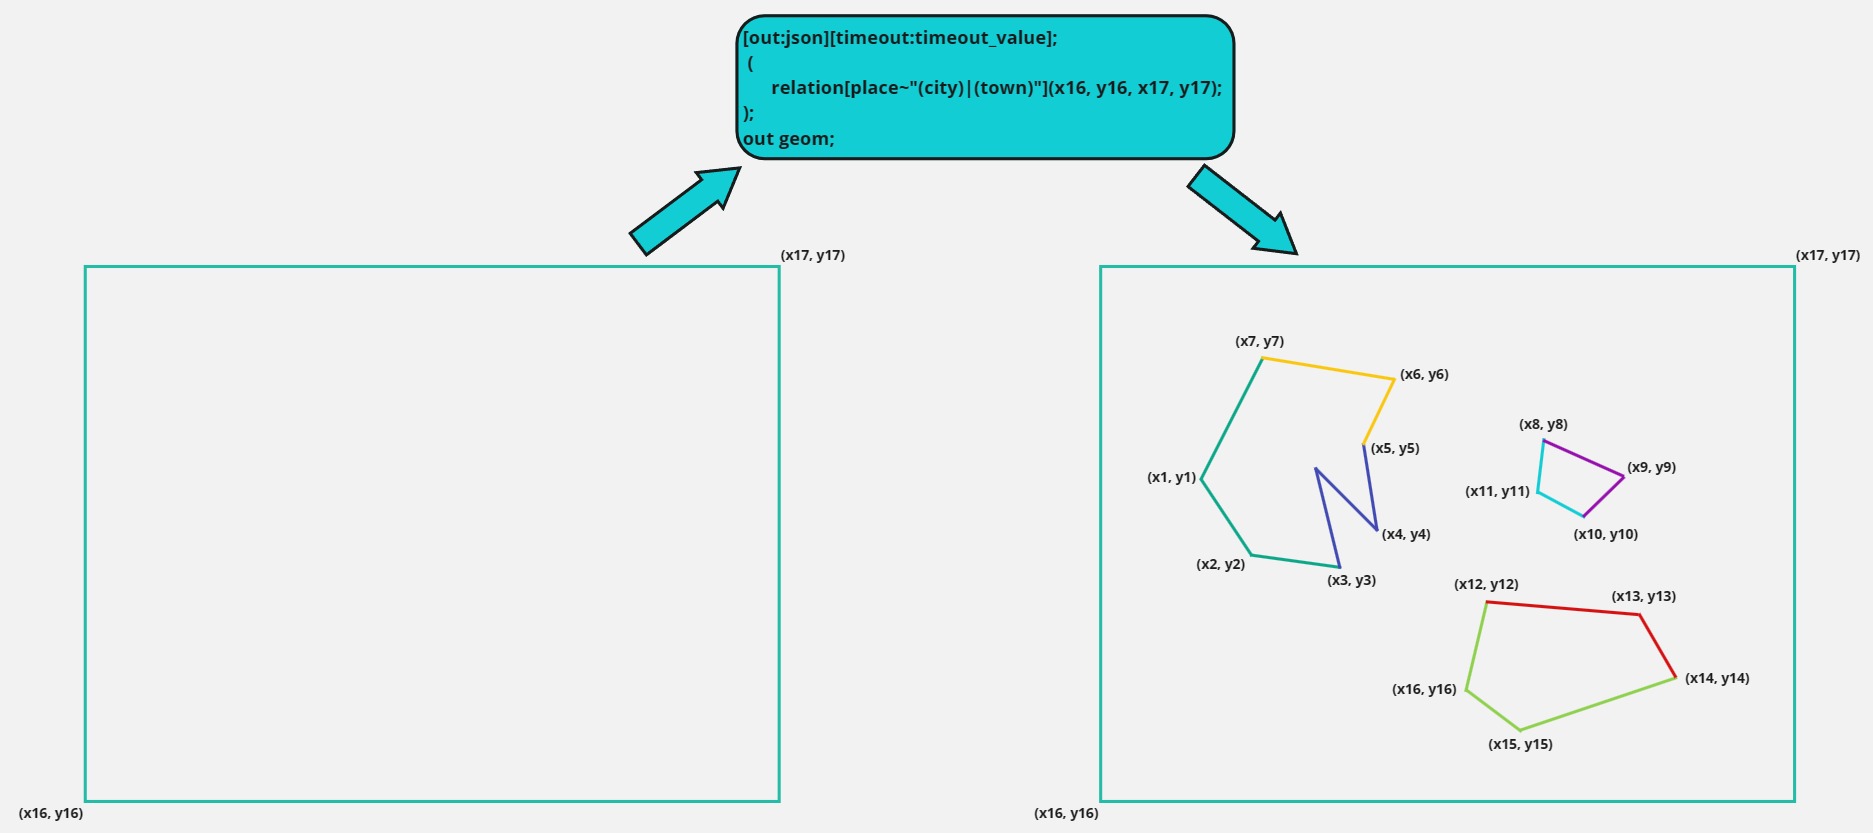 [out:json][timeout:timeout_value];
(
relation[place~"(city)|(town)"](x16, y16, x17, y17);
);
out geom;
(x17, y17)
(x16, y16)
(x17, y17)
(x7, y7)
(x6, y6)
(x8, y8)
(x5, y5)
(x9, y9)
(x1, y1)
(x11, y11)
(x4, y4)
(x10, y10)
(x2, y2)
(x3, y3)
(x12, y12)
(x13, y13)
(x14, y14)
(x16, y16)
(x15, y15)
(x16, y16)